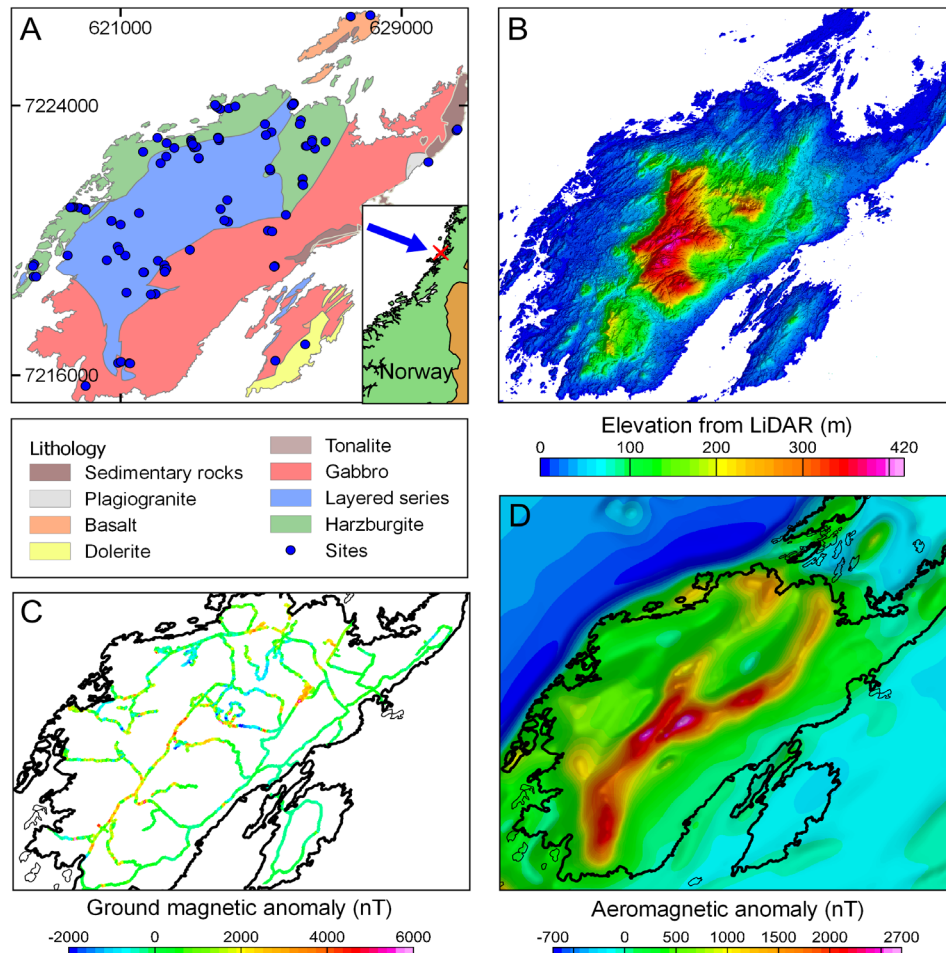 A
621000
629000
7224000
7216000
Norway
B
Elevation from LiDAR (m)
0 100 200 300 420
Lithology
Sedimentary rocks
Plagiogranite
Basalt
Dolerite
Tonalite
Gabbro
Layered series
Harzburgite
Sites
C
Ground magnetic anomaly (nT)
-2000 0 2000 4000 6000
D
Aeromagnetic anomaly (nT)
-700 0 500 1000 1500 2000 2700